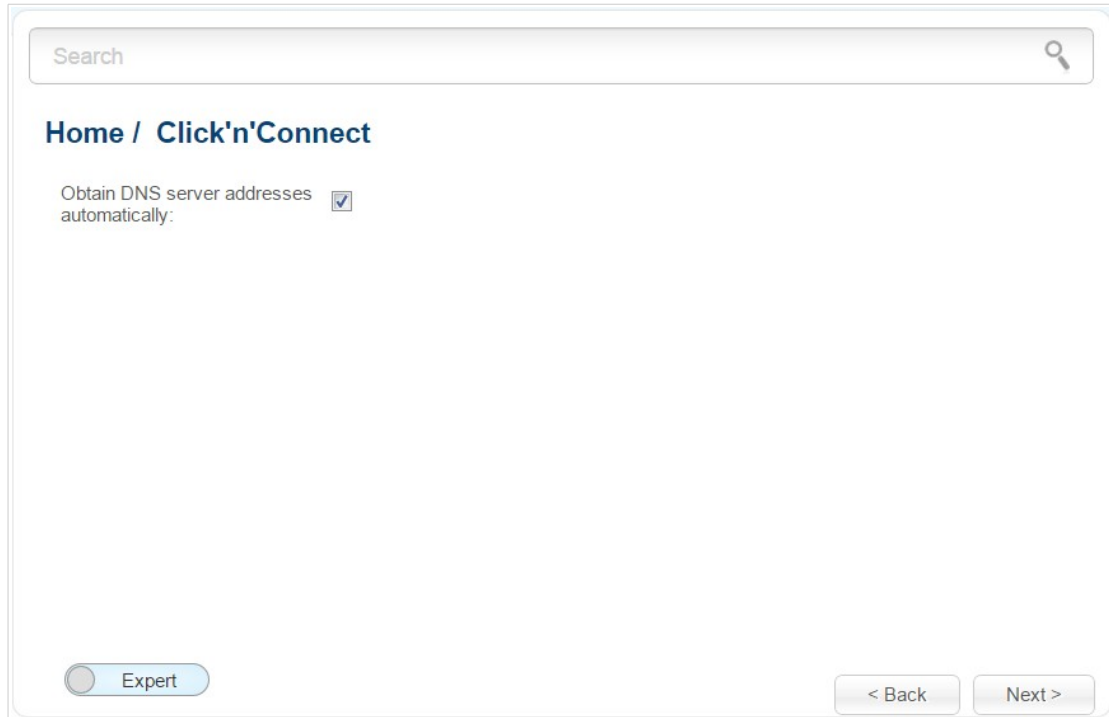 Search
Home / Click'n'Connect
Obtain DNS server addresses
automatically:
Expert
< Back
Next >